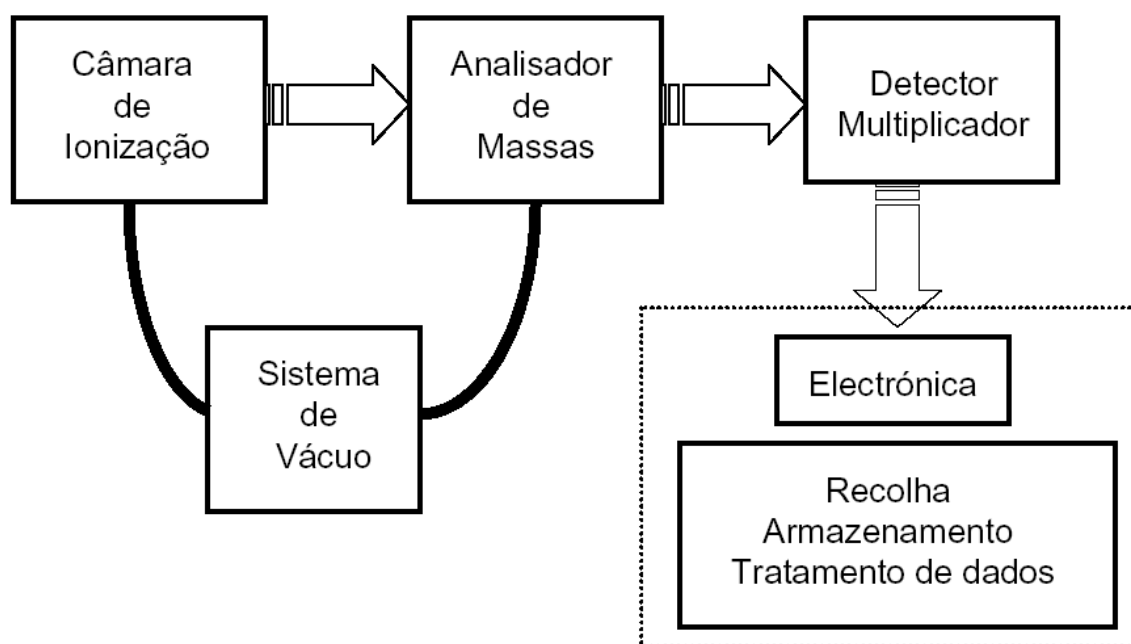 Câmara
de
Ionização
Analisador
de
Massas
Detector
Multiplicador
Sistema
de
Vácuo
Electrónica
Recolha
Armazenamento
Tratamento de dados